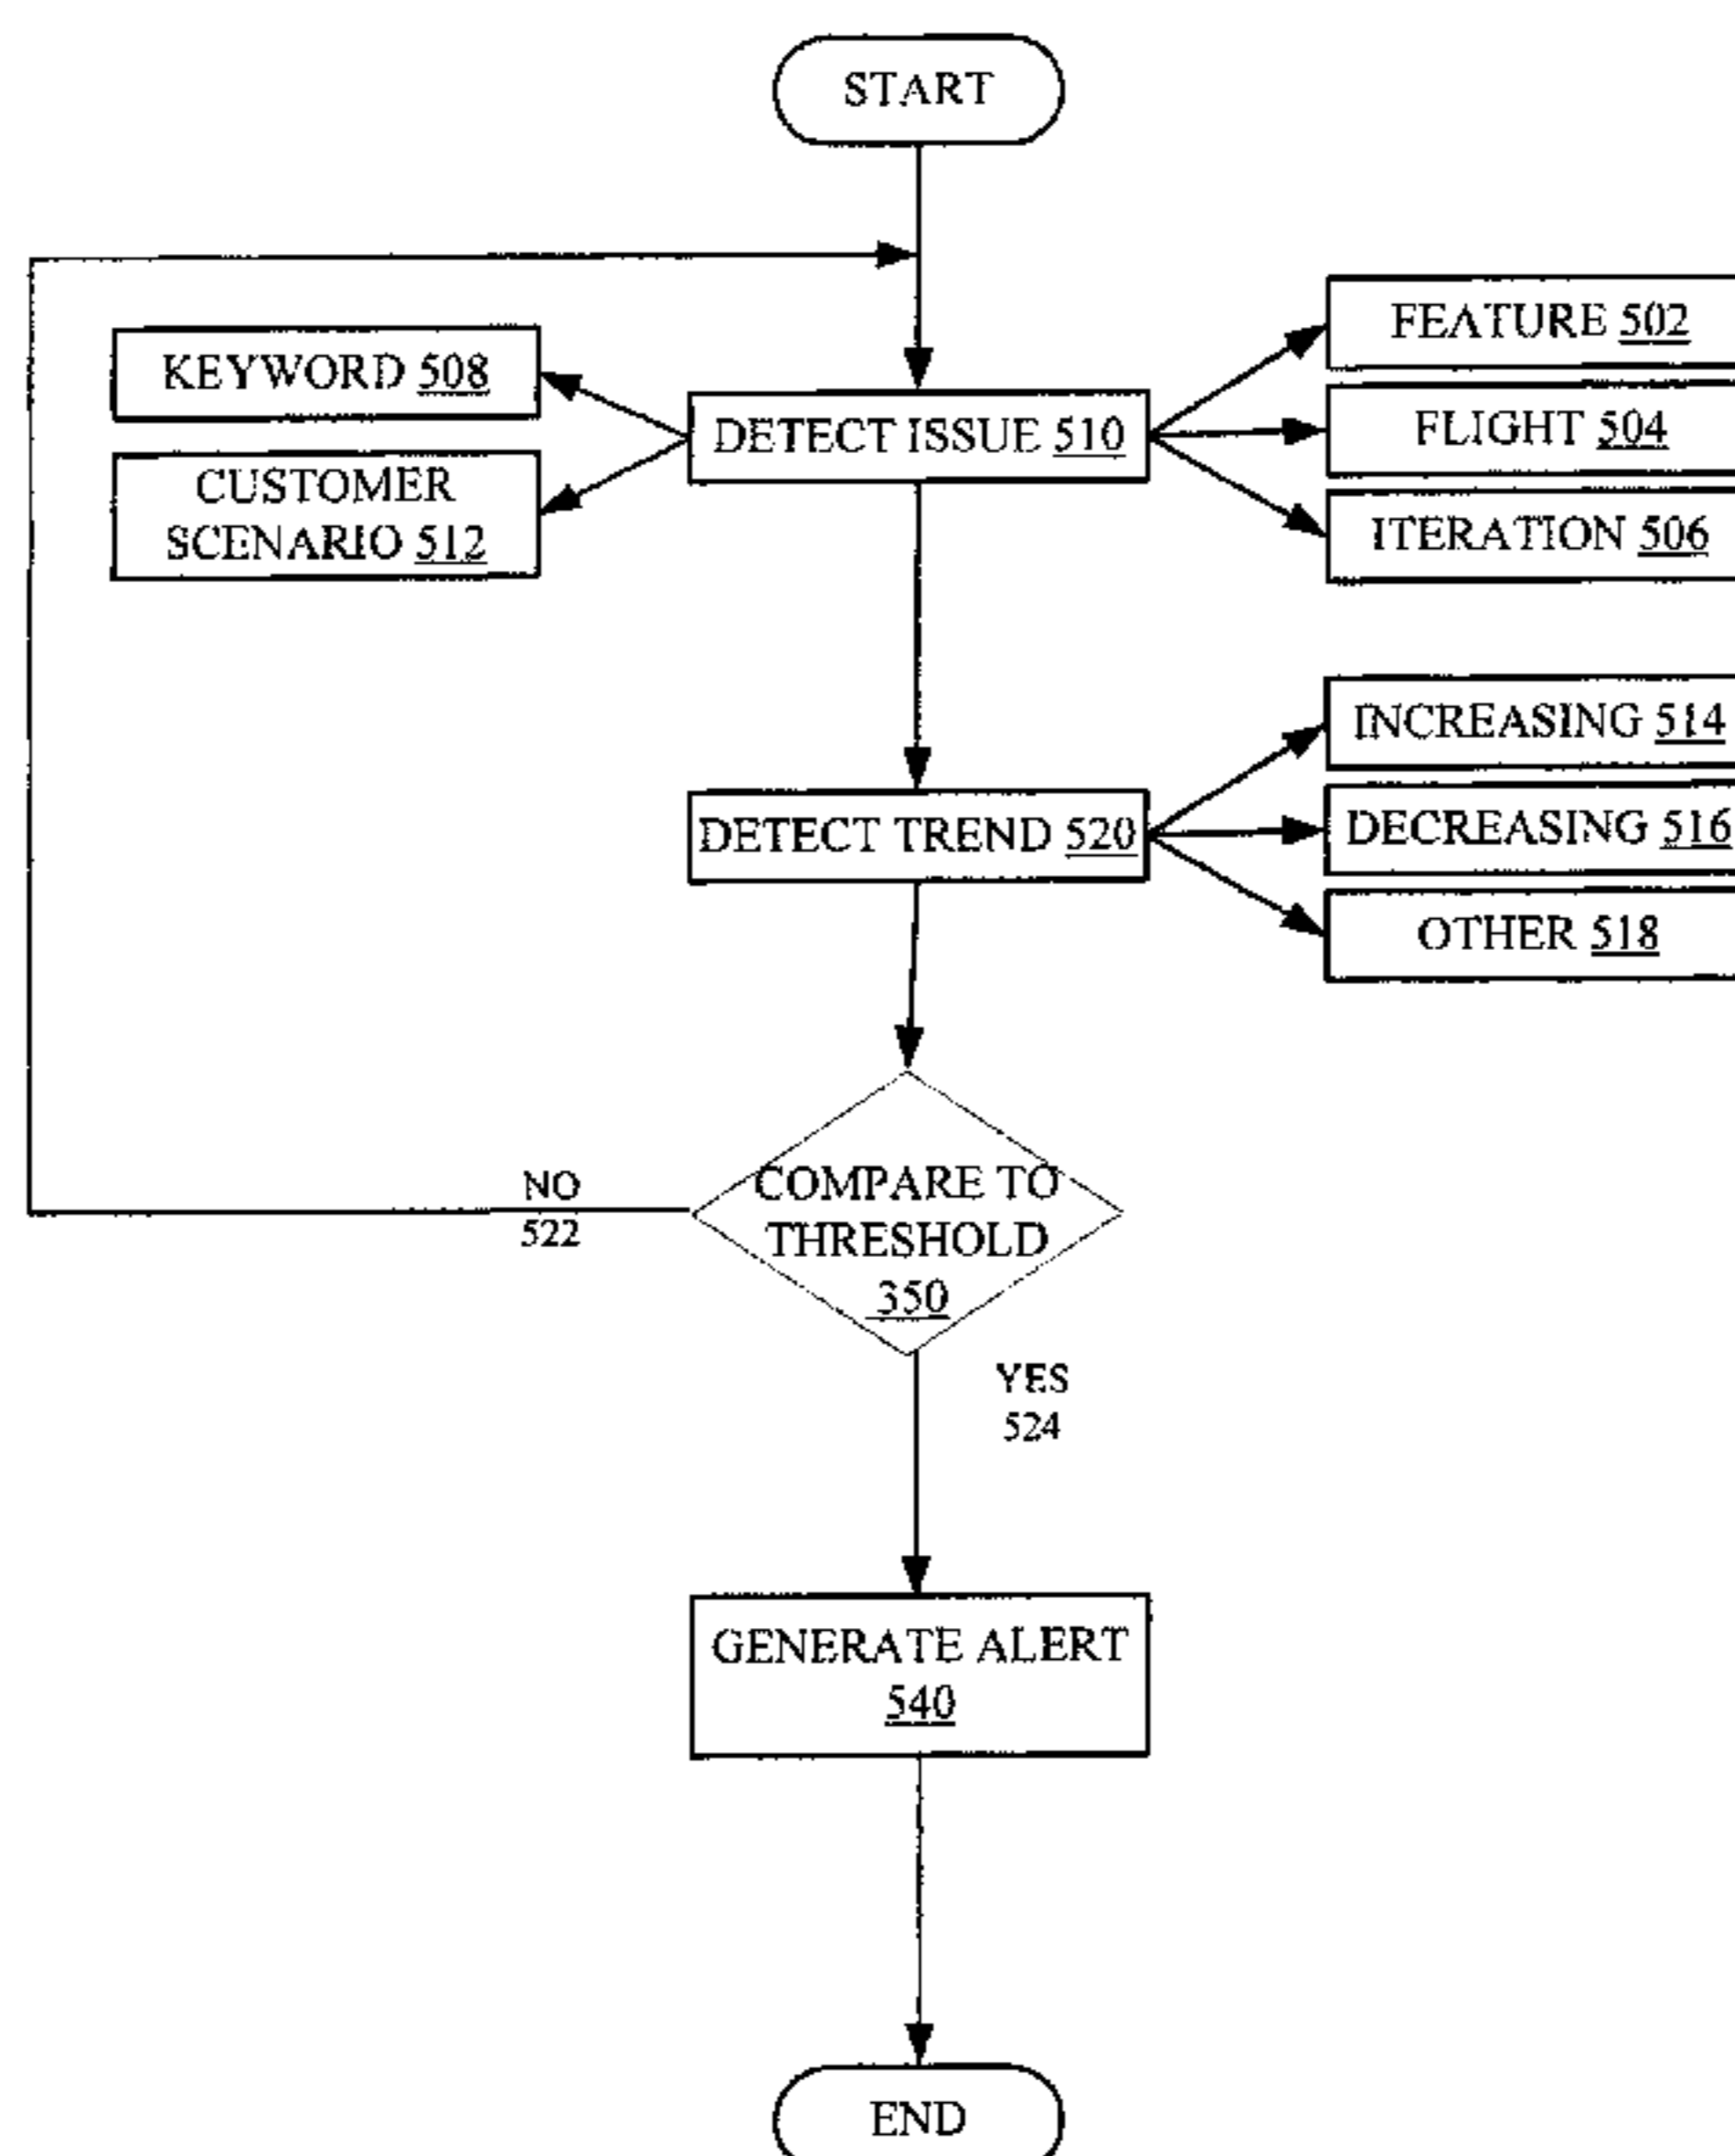 START
KEYWORD 508
CUSTOMER
SCENARIO 512
DETECT ISSUE 510
FEATURE 502
FLIGHT 504
ITERATION 506
DETECT TREND 520
INCREASING 514
DECREASING 516
OTHER 518
COMPARE TO
THRESHOLD
350
NO
522
YES
524
GENERATE ALERT
540
END